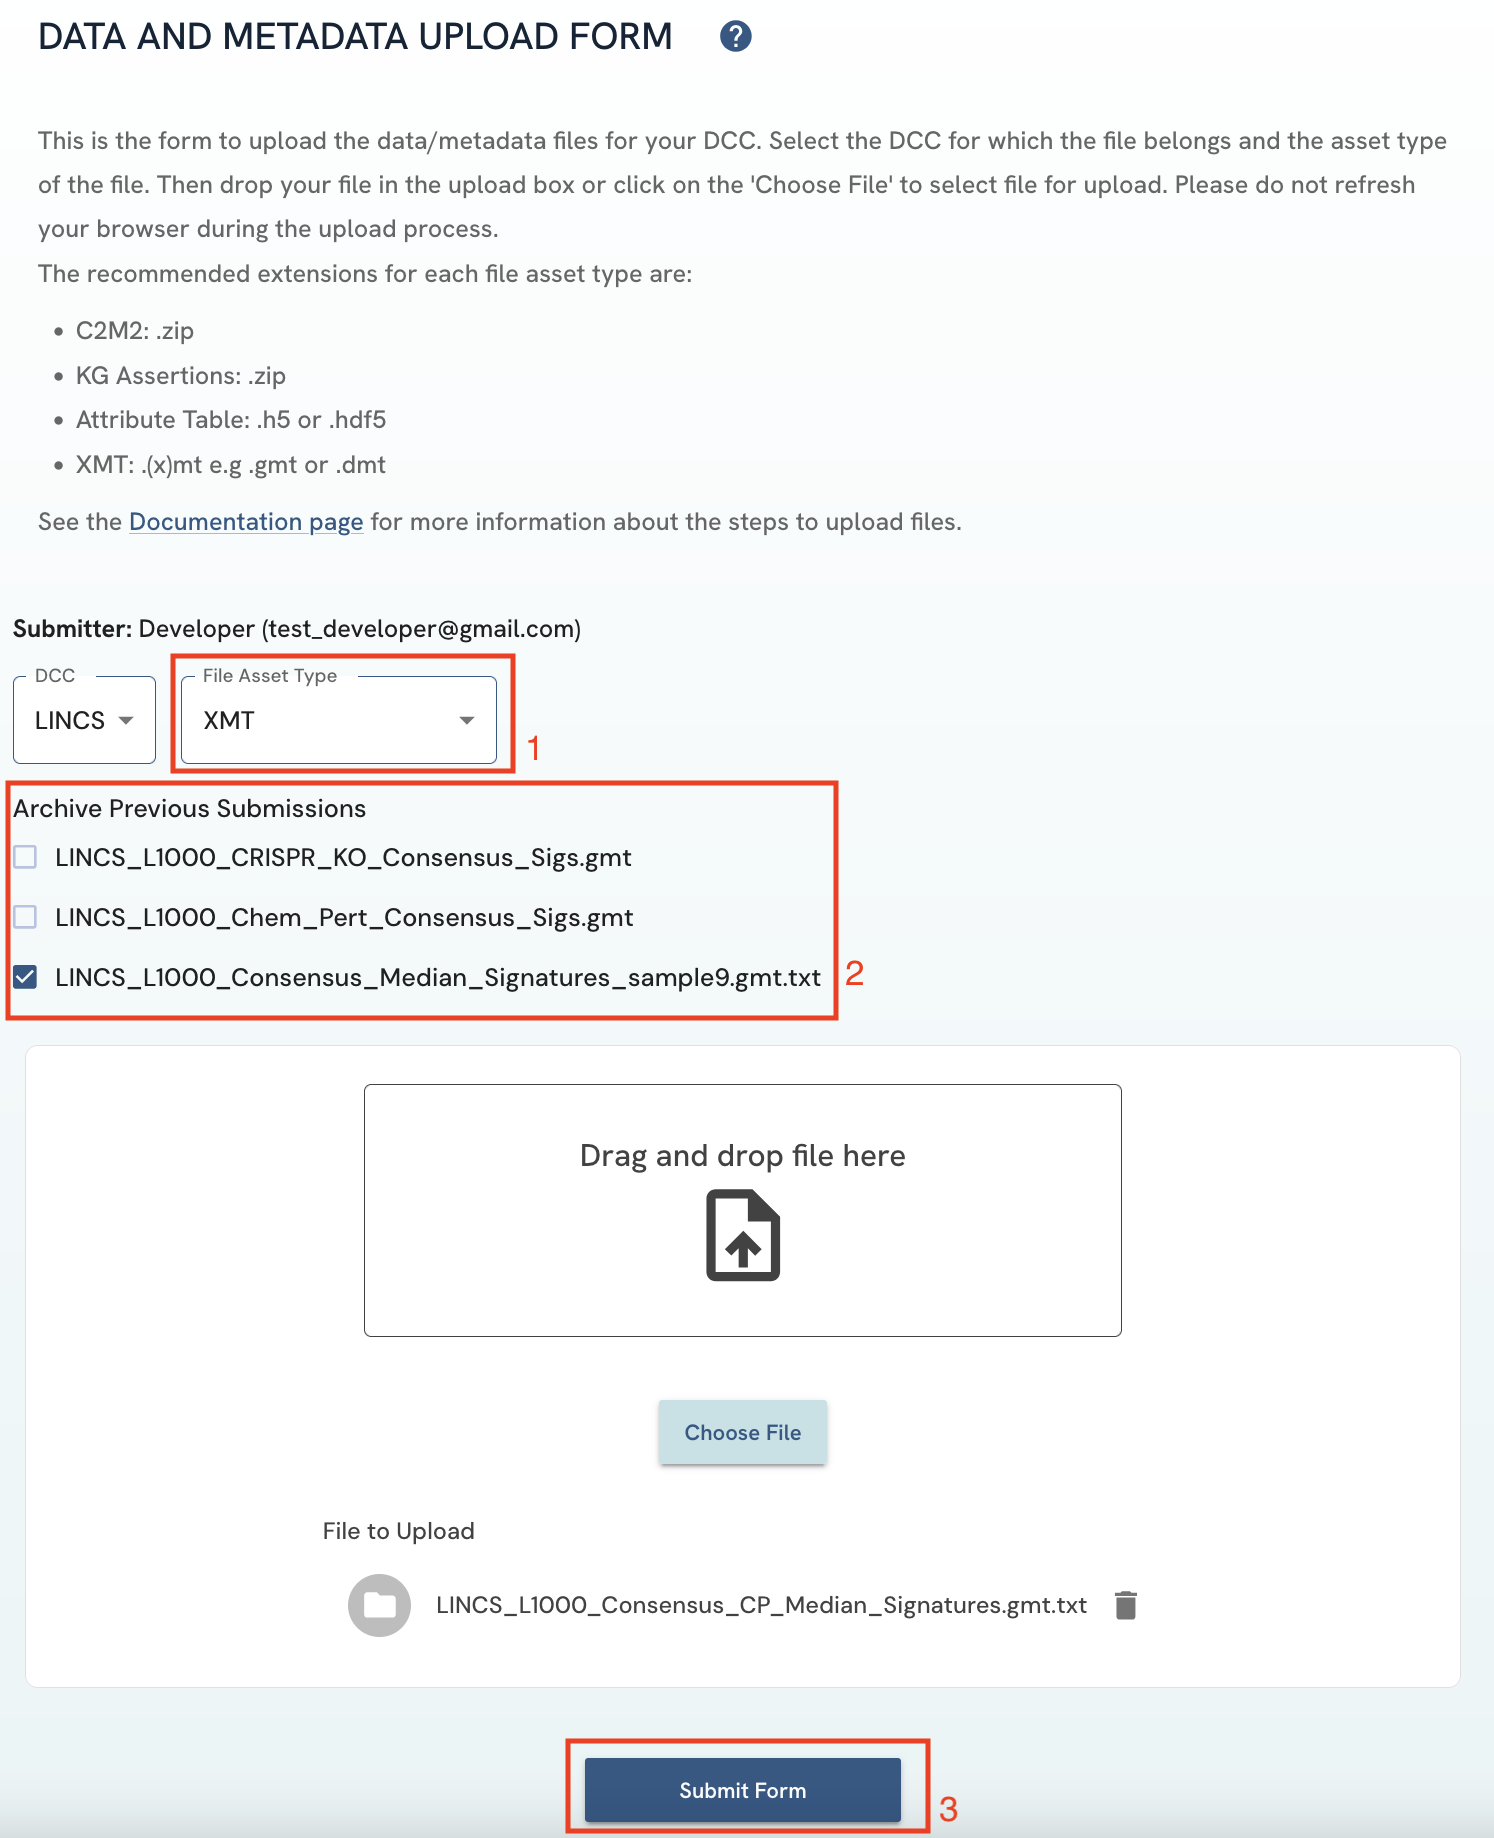 DATA AND METADATA UPLOAD FORM ?
This is the form to upload the data/metadata files for your DCC. Select the DCC for which the file belongs and the asset type
of the file. Then drop your file in the upload box or click on the 'Choose File' to select file for upload. Please do not refresh
your browser during the upload process.
The recommended extensions for each file asset type are:
• C2M2: .zip
• KG Assertions: .zip
• Attribute Table: .h5 or .hdf5
• XMT: .(x)mt e.g .gmt or .dmt
See the Documentation page for more information about the steps to upload files.
Submitter: Developer (test_developer@gmail.com)
DCC
LINCS
File Asset Type
XMT
1
Archive Previous Submissions
LINCS_L1000_CRISPR_KO_Consensus_Sigs.gmt
LINCS_L1000_Chem_Pert_Consensus_Sigs.gmt
LINCS_L1000_Consensus_Median_Signatures_sample9.gmt.txt
2
Drag and drop file here
Choose File
File to Upload
LINCS_L1000_Consensus_CP_Median_Signatures.gmt.txt
Submit Form
3